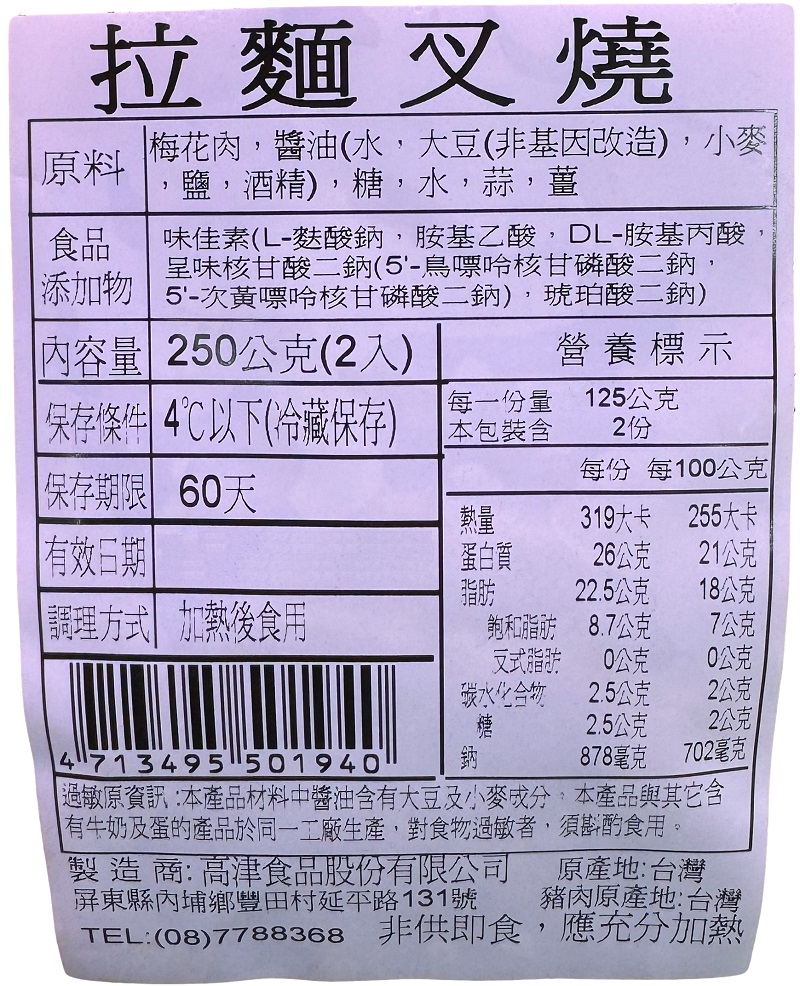 拉麵叉燒
原料
梅花肉,醬油(水,大豆(非基因改造),小麥
,鹽,酒精),糖,水,蒜,薑
食品
添加物
味佳素(L-麩酸鈉,胺基乙酸,DL-胺基丙酸,
呈味核甘酸二鈉(5'-鳥嘌呤核甘磷酸二鈉,
5'-次黃嘌呤核甘磷酸二鈉),琥珀酸二鈉)
內容量 250公克(2入)
保存條件 4℃以下(冷藏保存)
保存期限 60天
有效日期
調理方式 加熱後食用
4 713495 501940
營養標示
每一份量 125公克
本包裝含 2份
每份 每100公克
熱量 319大卡 255大卡
蛋白質 26公克 21公克
脂肪 22.5公克 18公克
飽和脂肪 8.7公克 7公克
反式脂肪 0公克 0公克
碳水化合物 2.5公克 2公克
糖 2.5公克 2公克
鈉 878毫克 702毫克
過敏原資訊:本產品材料中醬油含有大豆及小麥成分。本產品與其它含
有牛奶及蛋的產品於同一工廠生產,對食物過敏者,須斟酌食用。
製造商:高津食品股份有限公司 原產地:台灣
屏東縣內埔鄉豐田村延平路131號 豬肉原產地:台灣
TEL:(08)7788368 非供即食,應充分加熱